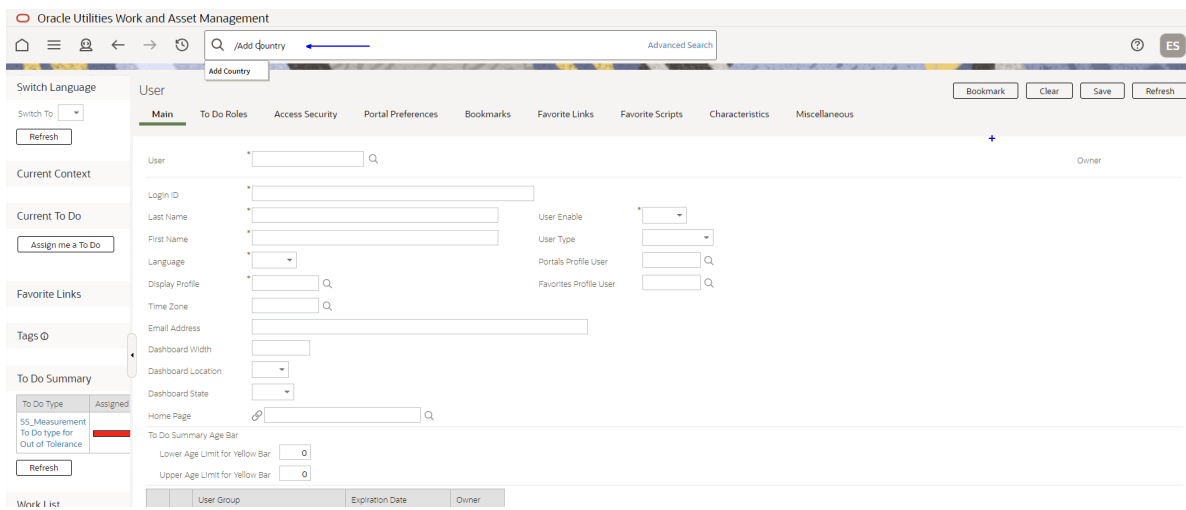 Oracle Utilities Work and Asset Management
/Add Country
Advanced Search
ES
Add Country
Switch Language
Switch To
Refresh
Current Context
Current To Do
Assign me a To Do
Favorite Links
Tags
To Do Summary
To Do Type Assigned
SS_Measurement
To Do type for
Out of Tolerance
Refresh
Work List
User
Bookmark Clear Save Refresh
Main To Do Roles Access Security Portal Preferences Bookmarks Favorite Links Favorite Scripts Characteristics Miscellaneous
User * Owner
Login ID *
Last Name * User Enable *
First Name * User Type
Language * Portals Profile User
Display Profile * Favorites Profile User
Time Zone
Email Address
Dashboard Width
Dashboard Location
Dashboard State
Home Page
To Do Summary Age Bar
Lower Age Limit for Yellow Bar 0
Upper Age Limit for Yellow Bar 0
User Group Expiration Date Owner